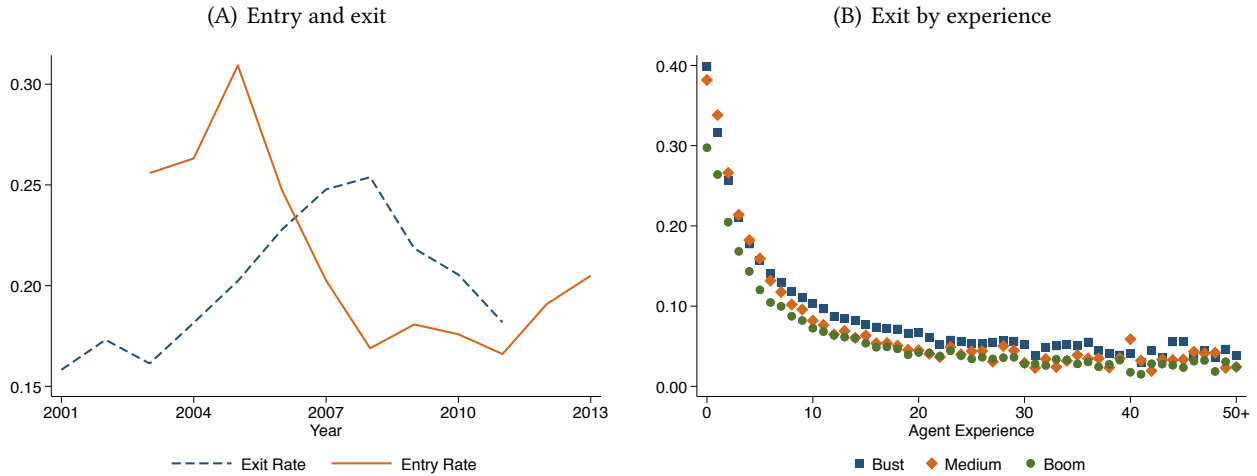 (A) Entry and exit
0.30
0.25
0.20
0.15
2001 2004 2007 2010 2013
Year
Exit Rate Entry Rate
(B) Exit by experience
0.40
0.30
0.20
0.10
0.00
0 10 20 30 40 50+
Agent Experience
Bust Medium Boom